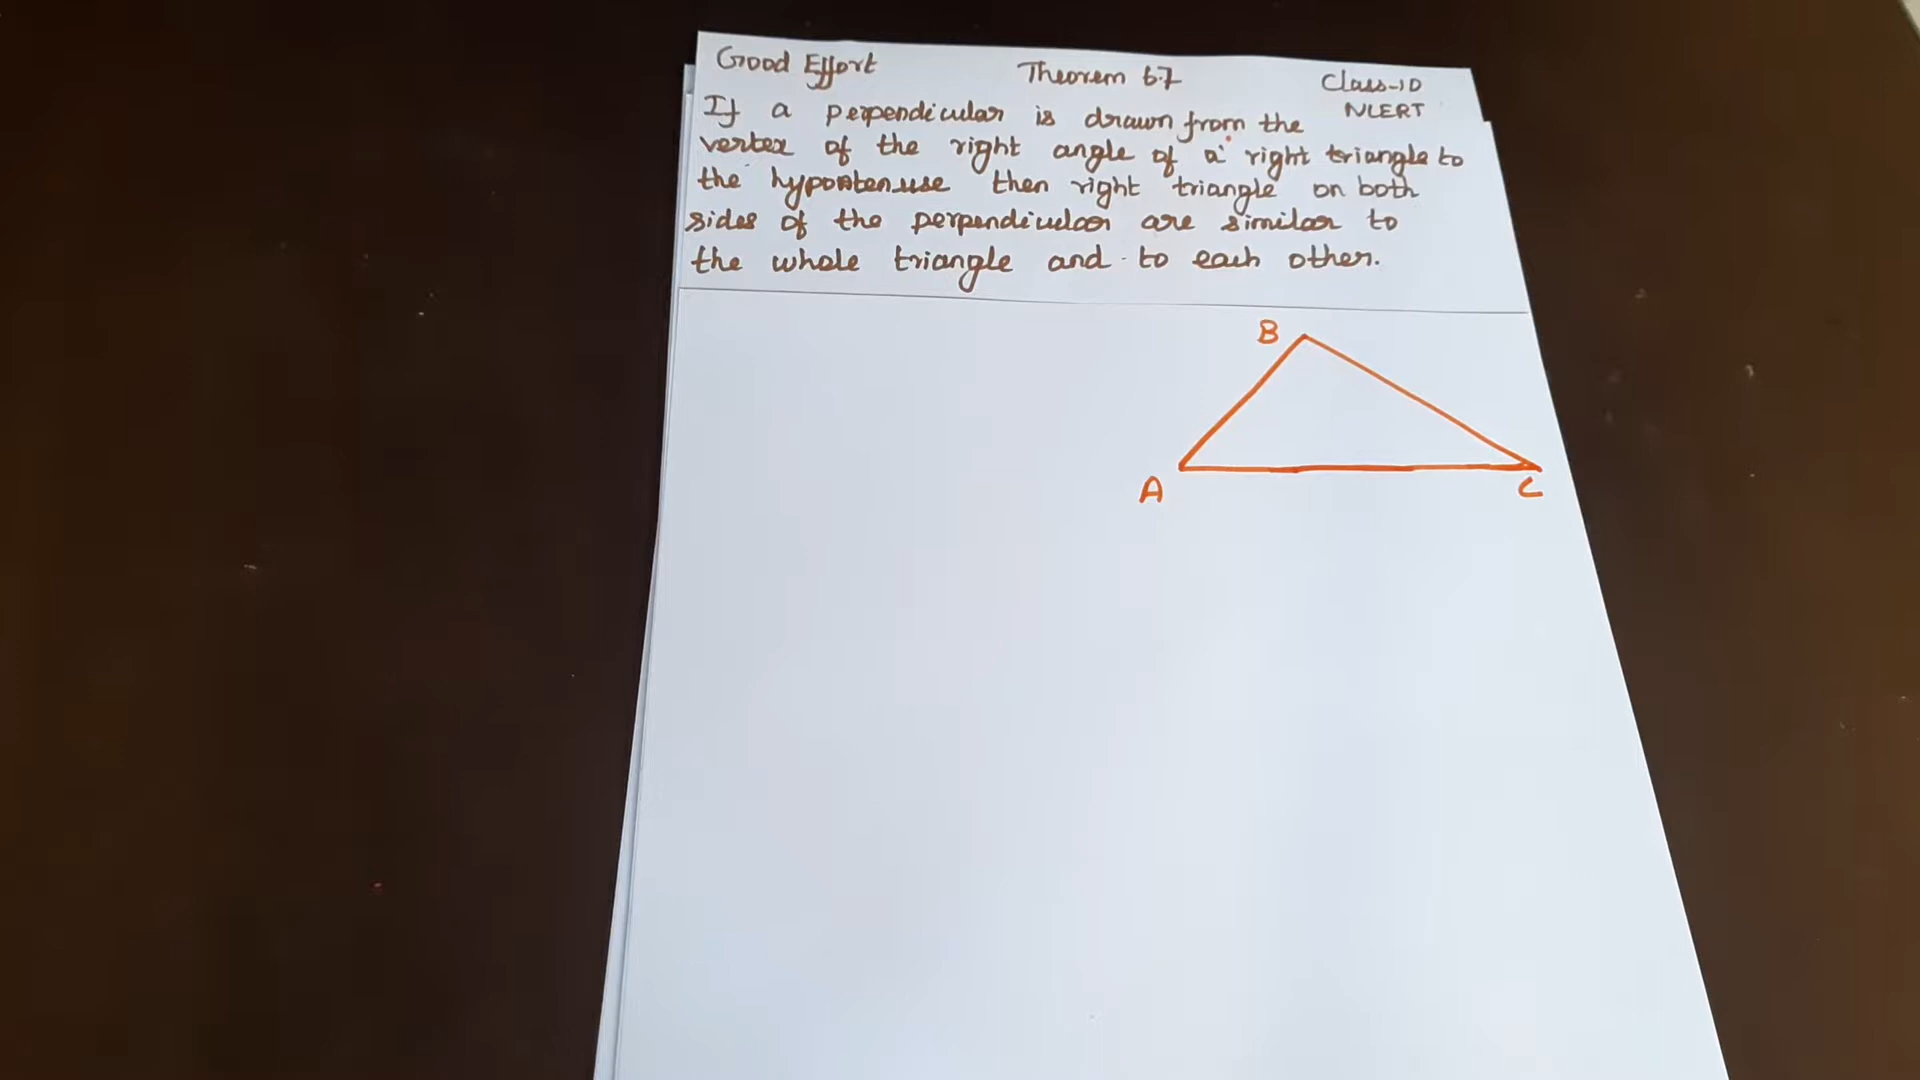 Good Effort Theorem 6.7 Class-10
NCERT
If a perpendicular is drawn from the
vertex of the right angle of a right triangle to
the hypontenuse then right triangle on both
sides of the perpendicular are similar to
the whole triangle and to each other.
B
A C